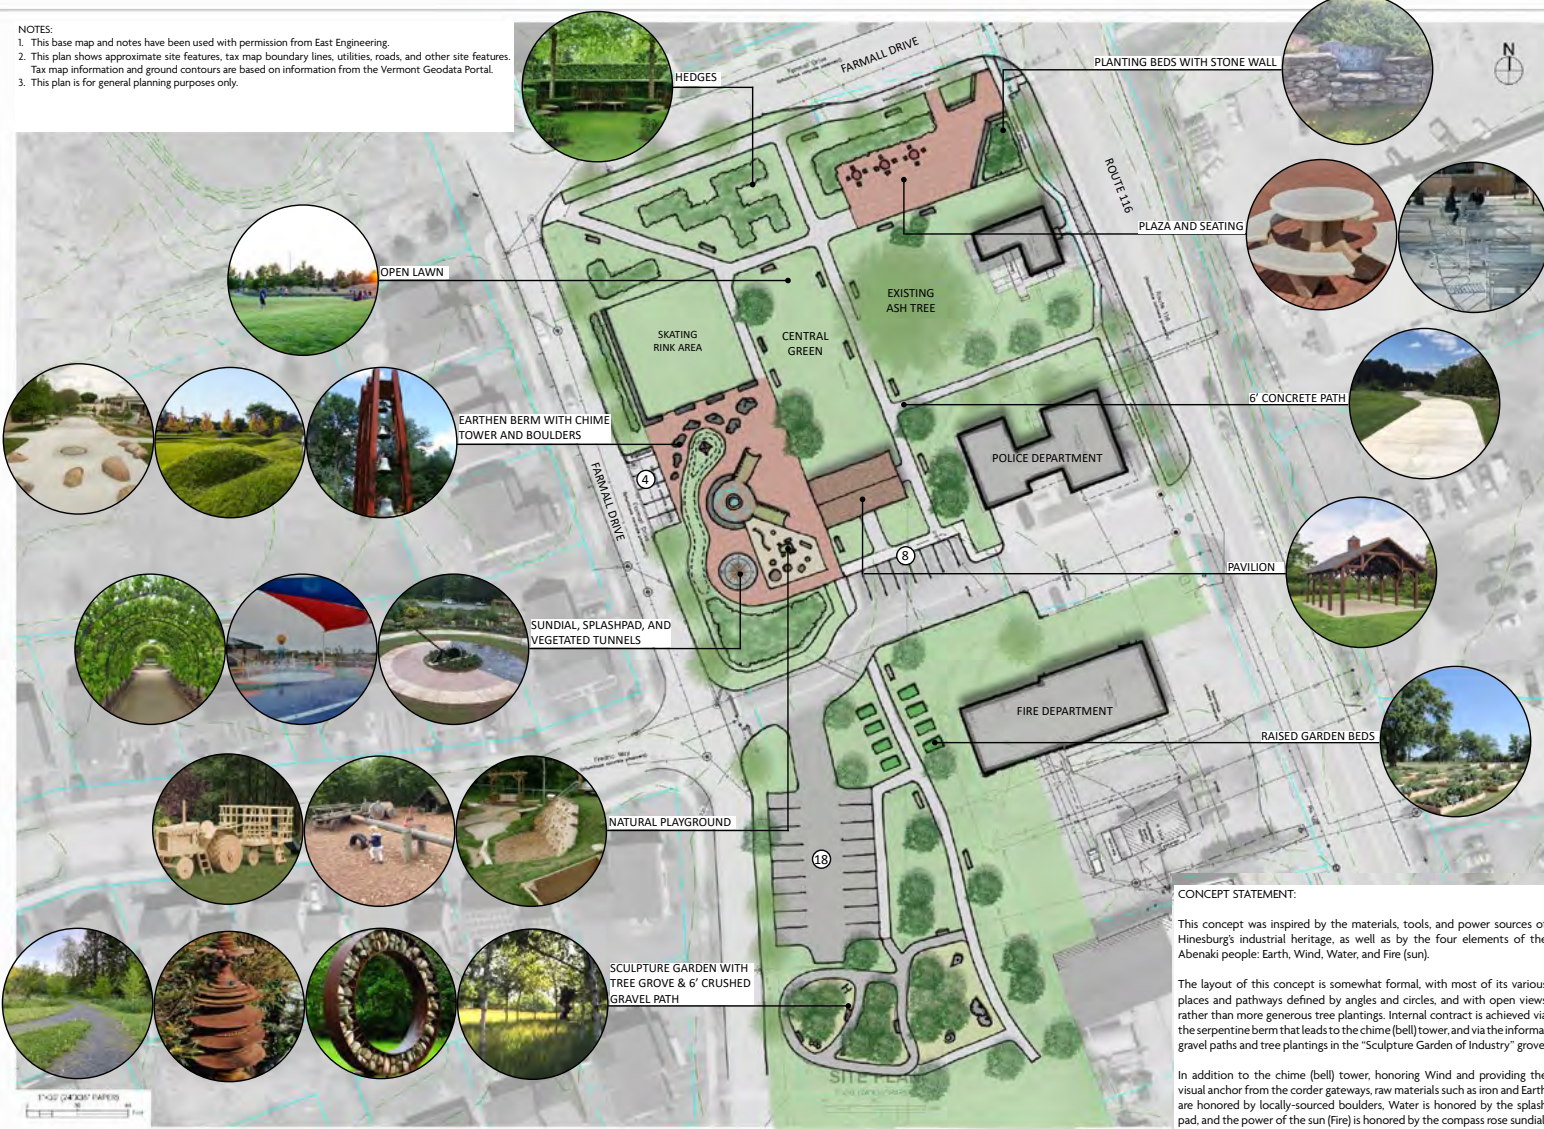 NOTES:
1. This base map and notes have been used with permission from East Engineering.
2. This plan shows approximate site features, tax map boundary lines, utilities, roads, and other site features.
Tax map information and ground contours are based on information from the Vermont Geodata Portal.
3. This plan is for general planning purposes only.
N
HEDGES
FARMALL DRIVE
PLANTING BEDS WITH STONE WALL
ROUTE 116
PLAZA AND SEATING
OPEN LAWN
EXISTING
ASH TREE
SKATING
RINK AREA
CENTRAL
GREEN
6' CONCRETE PATH
EARTHEN BERM WITH CHIME
TOWER AND BOULDERS
POLICE DEPARTMENT
FARMALL DRIVE
4
8
PAVILION
SUNDIAL, SPLASHPAD, AND
VEGETATED TUNNELS
FIRE DEPARTMENT
RAISED GARDEN BEDS
NATURAL PLAYGROUND
18
SCULPTURE GARDEN WITH
TREE GROVE & 6' CRUSHED
GRAVEL PATH
SITE PLAN
CONCEPT STATEMENT:
This concept was inspired by the materials, tools, and power sources of
Hinesburg's industrial heritage, as well as by the four elements of the
Abenaki people: Earth, Wind, Water, and Fire (sun).
The layout of this concept is somewhat formal, with most of its various
places and pathways defined by angles and circles, and with open views
rather than more generous tree plantings. Internal contract is achieved via
the serpentine berm that leads to the chime (bell) tower, and via the informa
gravel paths and tree plantings in the "Sculpture Garden of Industry" grove
In addition to the chime (bell) tower, honoring Wind and providing the
visual anchor from the corder gateways, raw materials such as iron and Earth
are honored by locally-sourced boulders, Water is honored by the splash
pad, and the power of the sun (Fire) is honored by the compass rose sundial